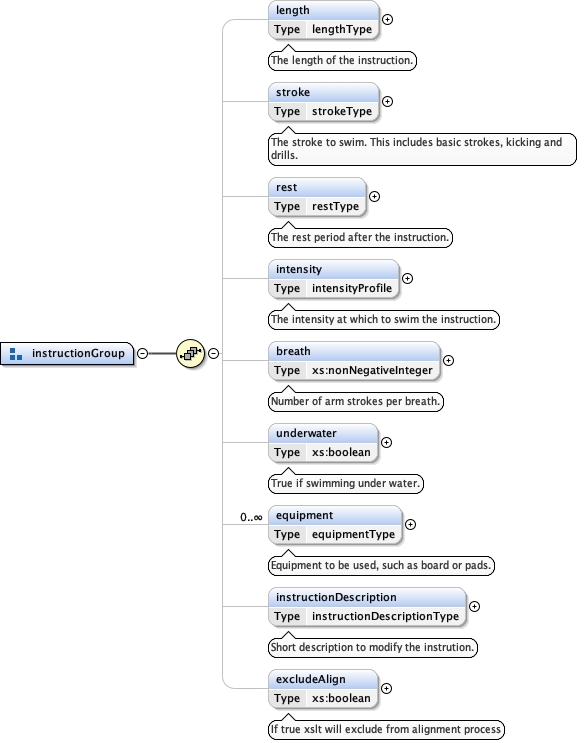 length
Type lengthType
The length of the instruction.
stroke
Type strokeType
The stroke to swim. This includes basic strokes, kicking and
drills.
rest
Type restType
The rest period after the instruction.
intensity
Type intensityProfile
The intensity at which to swim the instruction.
instructionGroup
breath
Type xs:nonNegativeInteger
Number of arm strokes per breath.
underwater
Type xs:boolean
True if swimming under water.
0..∞
equipment
Type equipmentType
Equipment to be used, such as board or pads.
instructionDescription
Type instructionDescriptionType
Short description to modify the instrution.
excludeAlign
Type xs:boolean
If true xslt will exclude from alignment process